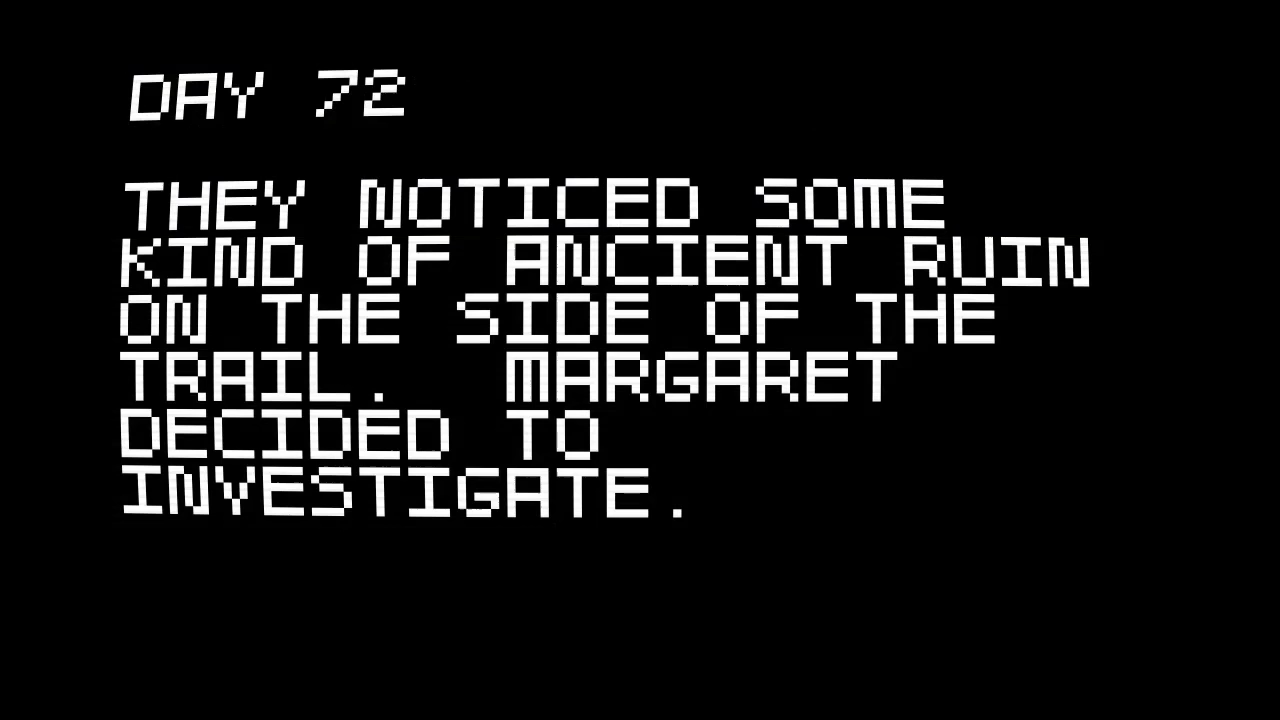 DAY 72
THEY NOTICED SOME
KIND OF ANCIENT RUIN
ON THE SIDE OF THE
TRAIL. MARGARET
DECIDED TO
INVESTIGATE.